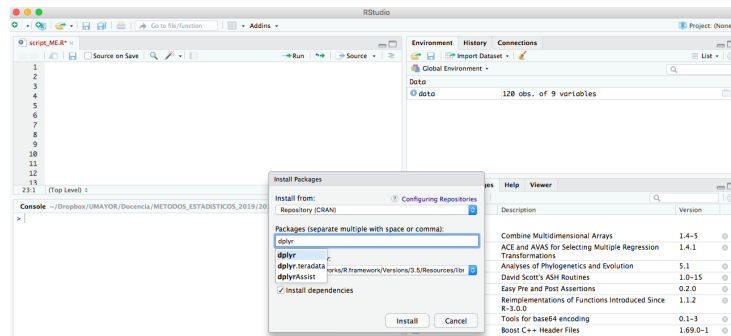 RStudio
Go to file/function
Addins
Project: (None
script_ME.R*
Source on Save
Run
Source
1
2
3
4
5
6
7
8
9
10
11
12
13
23:1 (Top Level)
Console ~/Dropbox/UMAYOR/Docencia/METODOS_ESTADISTICOS_2019/20
>
Environment History Connections
Import Dataset
List
Global Environment
Data
data 120 obs. of 9 variables
Install Packages
Install from:
? Configuring Repositories
Repository (CRAN)
Packages (separate multiple with space or comma):
dplyr
dplyr
dplyr.teradata
dplyrAssist
orks/R.framework/Versions/3.5/Resources/libr
Install dependencies
Install
Cancel
ges Help Viewer
Description Version
Combine Multidimensional Arrays 1.4-5
ACE and AVAS for Selecting Multiple Regression 1.4.1
Transformations
Analyses of Phylogenetics and Evolution 5.1
David Scott's ASH Routines 1.0-15
Easy Pre and Post Assertions 0.2.0
Reimplementations of Functions Introduced Since 1.1.2
R-3.0.0
Tools for base64 encoding 0.1-3
Boost C++ Header Files 1.69.0-1